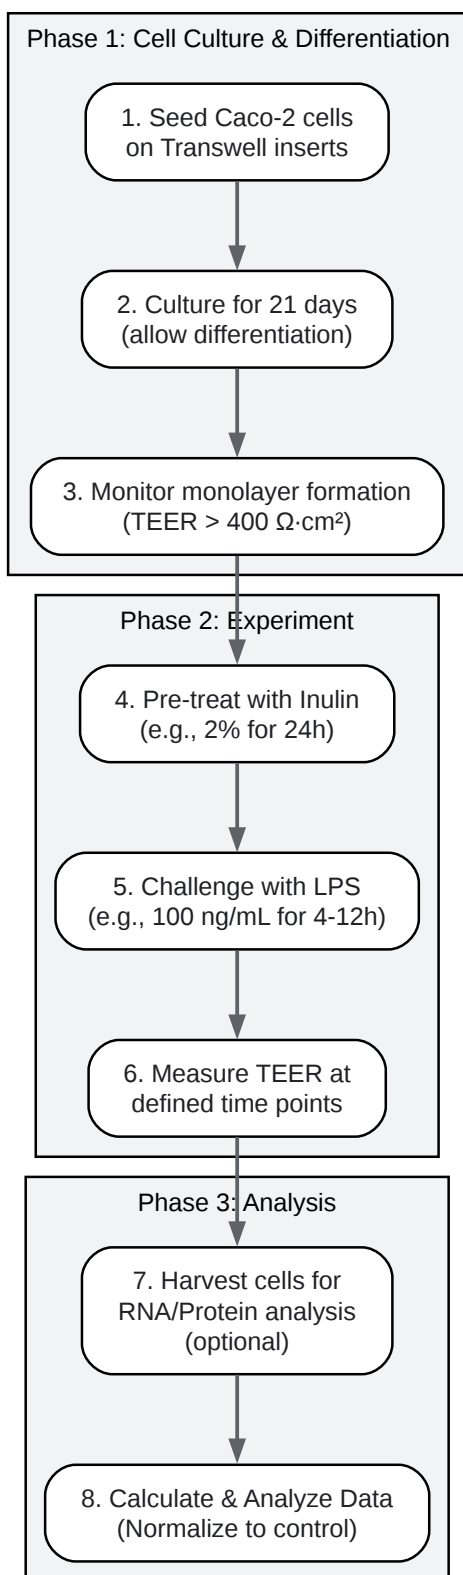 Phase 1: Cell Culture & Differentiation
1. Seed Caco-2 cells
on Transwell inserts
2. Culture for 21 days
(allow differentiation)
3. Monitor monolayer formation
(TEER > 400 Ω·cm²)
Phase 2: Experiment
4. Pre-treat with Inulin
(e.g., 2% for 24h)
5. Challenge with LPS
(e.g., 100 ng/mL for 4-12h)
6. Measure TEER at
defined time points
Phase 3: Analysis
7. Harvest cells for
RNA/Protein analysis
(optional)
8. Calculate & Analyze Data
(Normalize to control)